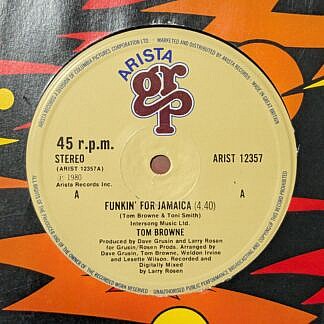 ARISTA
grp
45 r.p.m.
STEREO
(ARIST 12357A)
℗ 1980
Arista Records Inc.
A
ARIST 12357
A
FUNKIN' FOR JAMAICA (4.40)
(Tom Browne & Toni Smith)
Intersong Music Ltd.
TOM BROWNE
Produced by Dave Grusin and Larry Rosen
for Grusin/Rosen Prods. Arranged by
Dave Grusin, Tom Browne, Weldon Irvine
and Lesette Wilson. Recorded and
Digitally Mixed by
Larry Rosen
MARKETED AND DISTRIBUTED BY ARISTA RECORDS
MADE IN GREAT BRITAIN
UNAUTHORISED PUBLIC PERFORMANCE